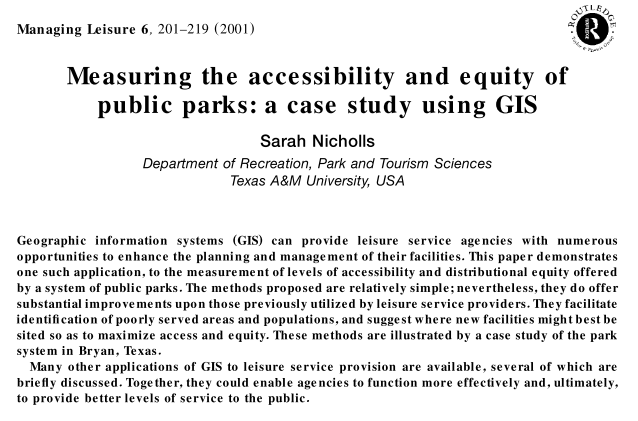 Managing Leisure 6, 201–219 (2001)
ROUTLEDGE
R
Measuring the accessibility and equity of
public parks: a case study using GIS
Sarah Nicholls
Department of Recreation, Park and Tourism Sciences
Texas A&M University, USA
Geographic information systems (GIS) can provide leisure service agencies with numerous
opportunities to enhance the planning and management of their facilities. This paper demonstrates
one such application, to the measurement of levels of accessibility and distributional equity offered
by a system of public parks. The methods proposed are relatively simple; nevertheless, they do offer
substantial improvements upon those previously utilized by leisure service providers. They facilitate
identification of poorly served areas and populations, and suggest where new facilities might best be
sited so as to maximize access and equity. These methods are illustrated by a case study of the park
system in Bryan, Texas.
Many other applications of GIS to leisure service provision are available, several of which are
briefly discussed. Together, they could enable agencies to function more effectively and, ultimately,
to provide better levels of service to the public.